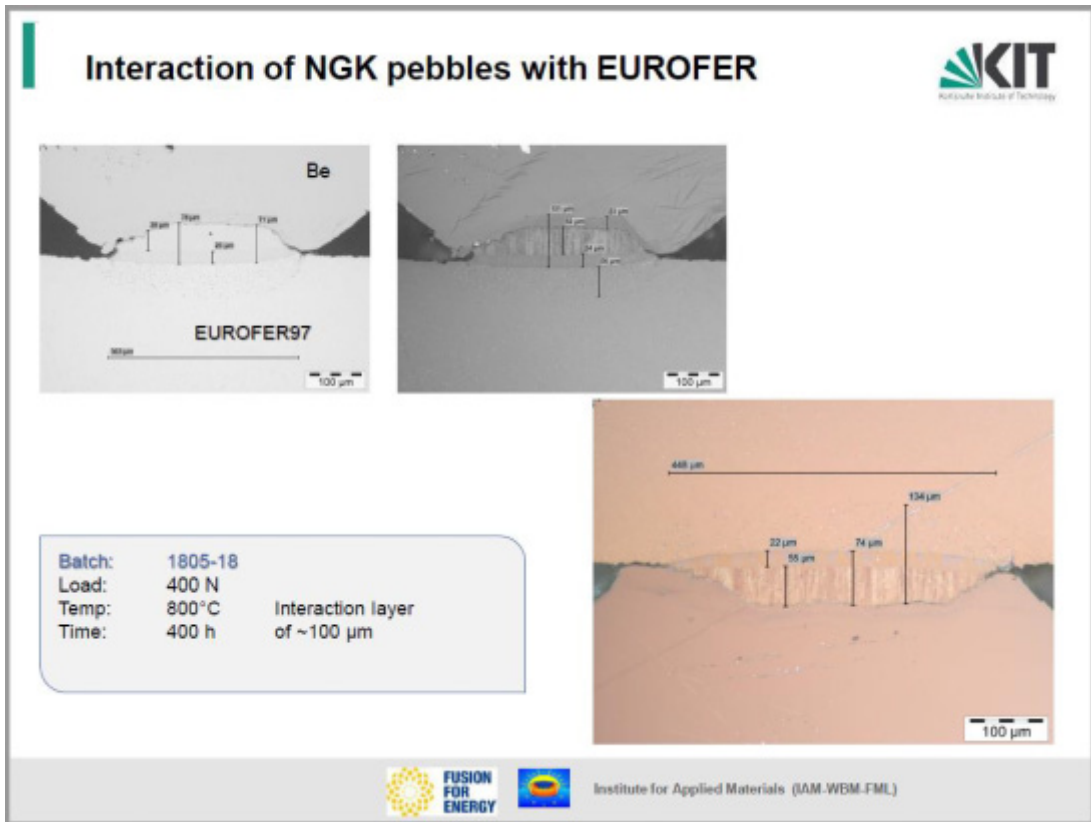 Interaction of NGK pebbles with EUROFER
KIT
Karlsruhe Institute of Technology
Be
EUROFER97
100 µm
100 µm
448 µm
134 µm
22 µm
74 µm
55 µm
100 µm
Batch: 1805-18
Load: 400 N
Temp: 800°C Interaction layer
Time: 400 h of ~100 µm
FUSION
FOR
ENERGY
Institute for Applied Materials (IAM-WBM-FML)